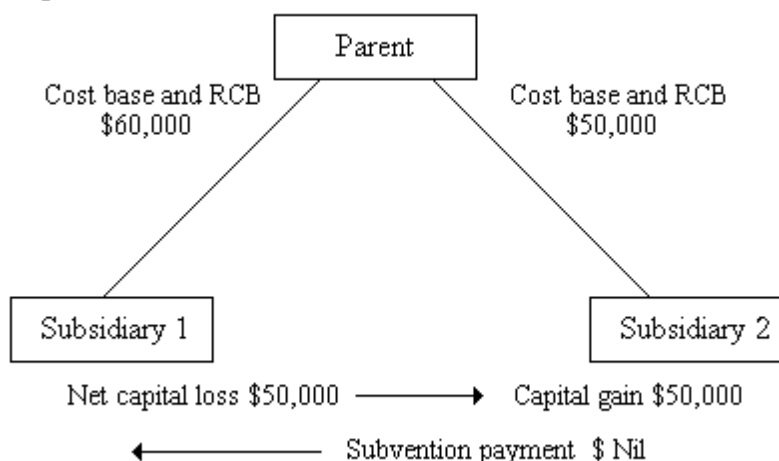 Parent
Cost base and RCB
$60,000
Cost base and RCB
$50,000
Subsidiary 1
Subsidiary 2
Net capital loss $50,000
Capital gain $50,000
Subvention payment $ Nil